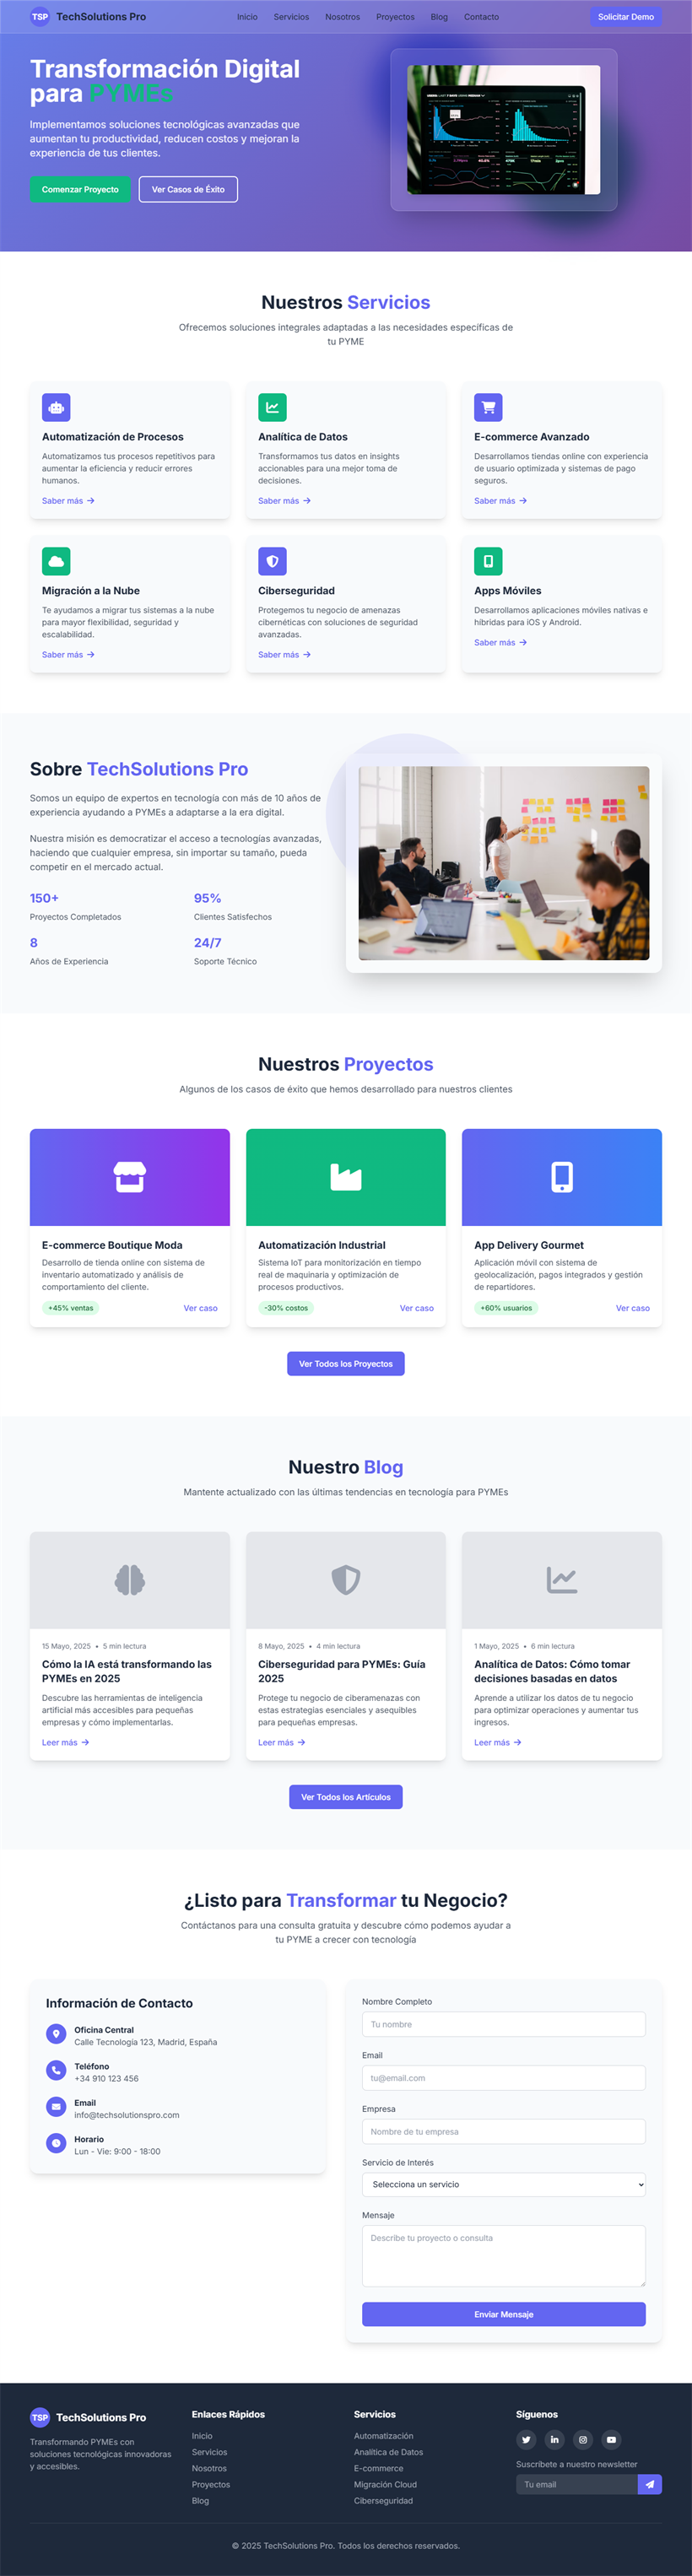 TSP TechSolutions Pro
Inicio Servicios Nosotros Proyectos Blog Contacto
Solicitar Demo
Transformación Digital
para PYMEs
Implementamos soluciones tecnológicas avanzadas que
aumentan tu productividad, reducen costos y mejoran la
experiencia de tus clientes.
Comenzar Proyecto
Ver Casos de Éxito
Nuestros Servicios
Ofrecemos soluciones integrales adaptadas a las necesidades específicas de
tu PYME
Automatización de Procesos
Automatizamos tus procesos repetitivos para
aumentar la eficiencia y reducir errores
humanos.
Saber más
Analítica de Datos
Transformamos tus datos en insights
accionables para una mejor toma de
decisiones.
Saber más
E-commerce Avanzado
Desarrollamos tiendas online con experiencia
de usuario optimizada y sistemas de pago
seguros.
Saber más
Migración a la Nube
Te ayudamos a migrar tus sistemas a la nube
para mayor flexibilidad, seguridad y
escalabilidad.
Saber más
Ciberseguridad
Protegemos tu negocio de amenazas
cibernéticas con soluciones de seguridad
avanzadas.
Saber más
Apps Móviles
Desarrollamos aplicaciones móviles nativas e
híbridas para iOS y Android.
Saber más
Sobre TechSolutions Pro
Somos un equipo de expertos en tecnología con más de 10 años de
experiencia ayudando a PYMEs a adaptarse a la era digital.
Nuestra misión es democratizar el acceso a tecnologías avanzadas,
haciendo que cualquier empresa, sin importar su tamaño, pueda
competir en el mercado actual.
150+
Proyectos Completados
95%
Clientes Satisfechos
8
Años de Experiencia
24/7
Soporte Técnico
Nuestros Proyectos
Algunos de los casos de éxito que hemos desarrollado para nuestros clientes
E-commerce Boutique Moda
Desarrollo de tienda online con sistema de
inventario automatizado y análisis de
comportamiento del cliente.
+45% ventas
Ver caso
Automatización Industrial
Sistema IoT para monitorización en tiempo
real de maquinaria y optimización de
procesos productivos.
-30% costos
Ver caso
App Delivery Gourmet
Aplicación móvil con sistema de
geolocalización, pagos integrados y gestión
de repartidores.
+60% usuarios
Ver caso
Ver Todos los Proyectos
Nuestro Blog
Mantente actualizado con las últimas tendencias en tecnología para PYMEs
15 Mayo, 2025 • 5 min lectura
Cómo la IA está transformando las
PYMEs en 2025
Descubre las herramientas de inteligencia
artificial más accesibles para pequeñas
empresas y cómo implementarlas.
Leer más
8 Mayo, 2025 • 4 min lectura
Ciberseguridad para PYMEs: Guía
2025
Protege tu negocio de ciberamenazas con
estas estrategias esenciales y asequibles
para pequeñas empresas.
Leer más
1 Mayo, 2025 • 6 min lectura
Analítica de Datos: Cómo tomar
decisiones basadas en datos
Aprende a utilizar los datos de tu negocio
para optimizar operaciones y aumentar tus
ingresos.
Leer más
Ver Todos los Artículos
¿Listo para Transformar tu Negocio?
Contáctanos para una consulta gratuita y descubre cómo podemos ayudar a
tu PYME a crecer con tecnología
Información de Contacto
Oficina Central
Calle Tecnología 123, Madrid, España
Teléfono
+34 910 123 456
Email
info@techsolutionspro.com
Horario
Lun - Vie: 9:00 - 18:00
Nombre Completo
Tu nombre
Email
tu@email.com
Empresa
Nombre de tu empresa
Servicio de Interés
Selecciona un servicio
Mensaje
Describe tu proyecto o consulta
Enviar Mensaje
TSP TechSolutions Pro
Transformando PYMEs con
soluciones tecnológicas innovadoras
y accesibles.
Enlaces Rápidos
Inicio
Servicios
Nosotros
Proyectos
Blog
Servicios
Automatización
Analítica de Datos
E-commerce
Migración Cloud
Ciberseguridad
Síguenos
Suscríbete a nuestro newsletter
Tu email
© 2025 TechSolutions Pro. Todos los derechos reservados.